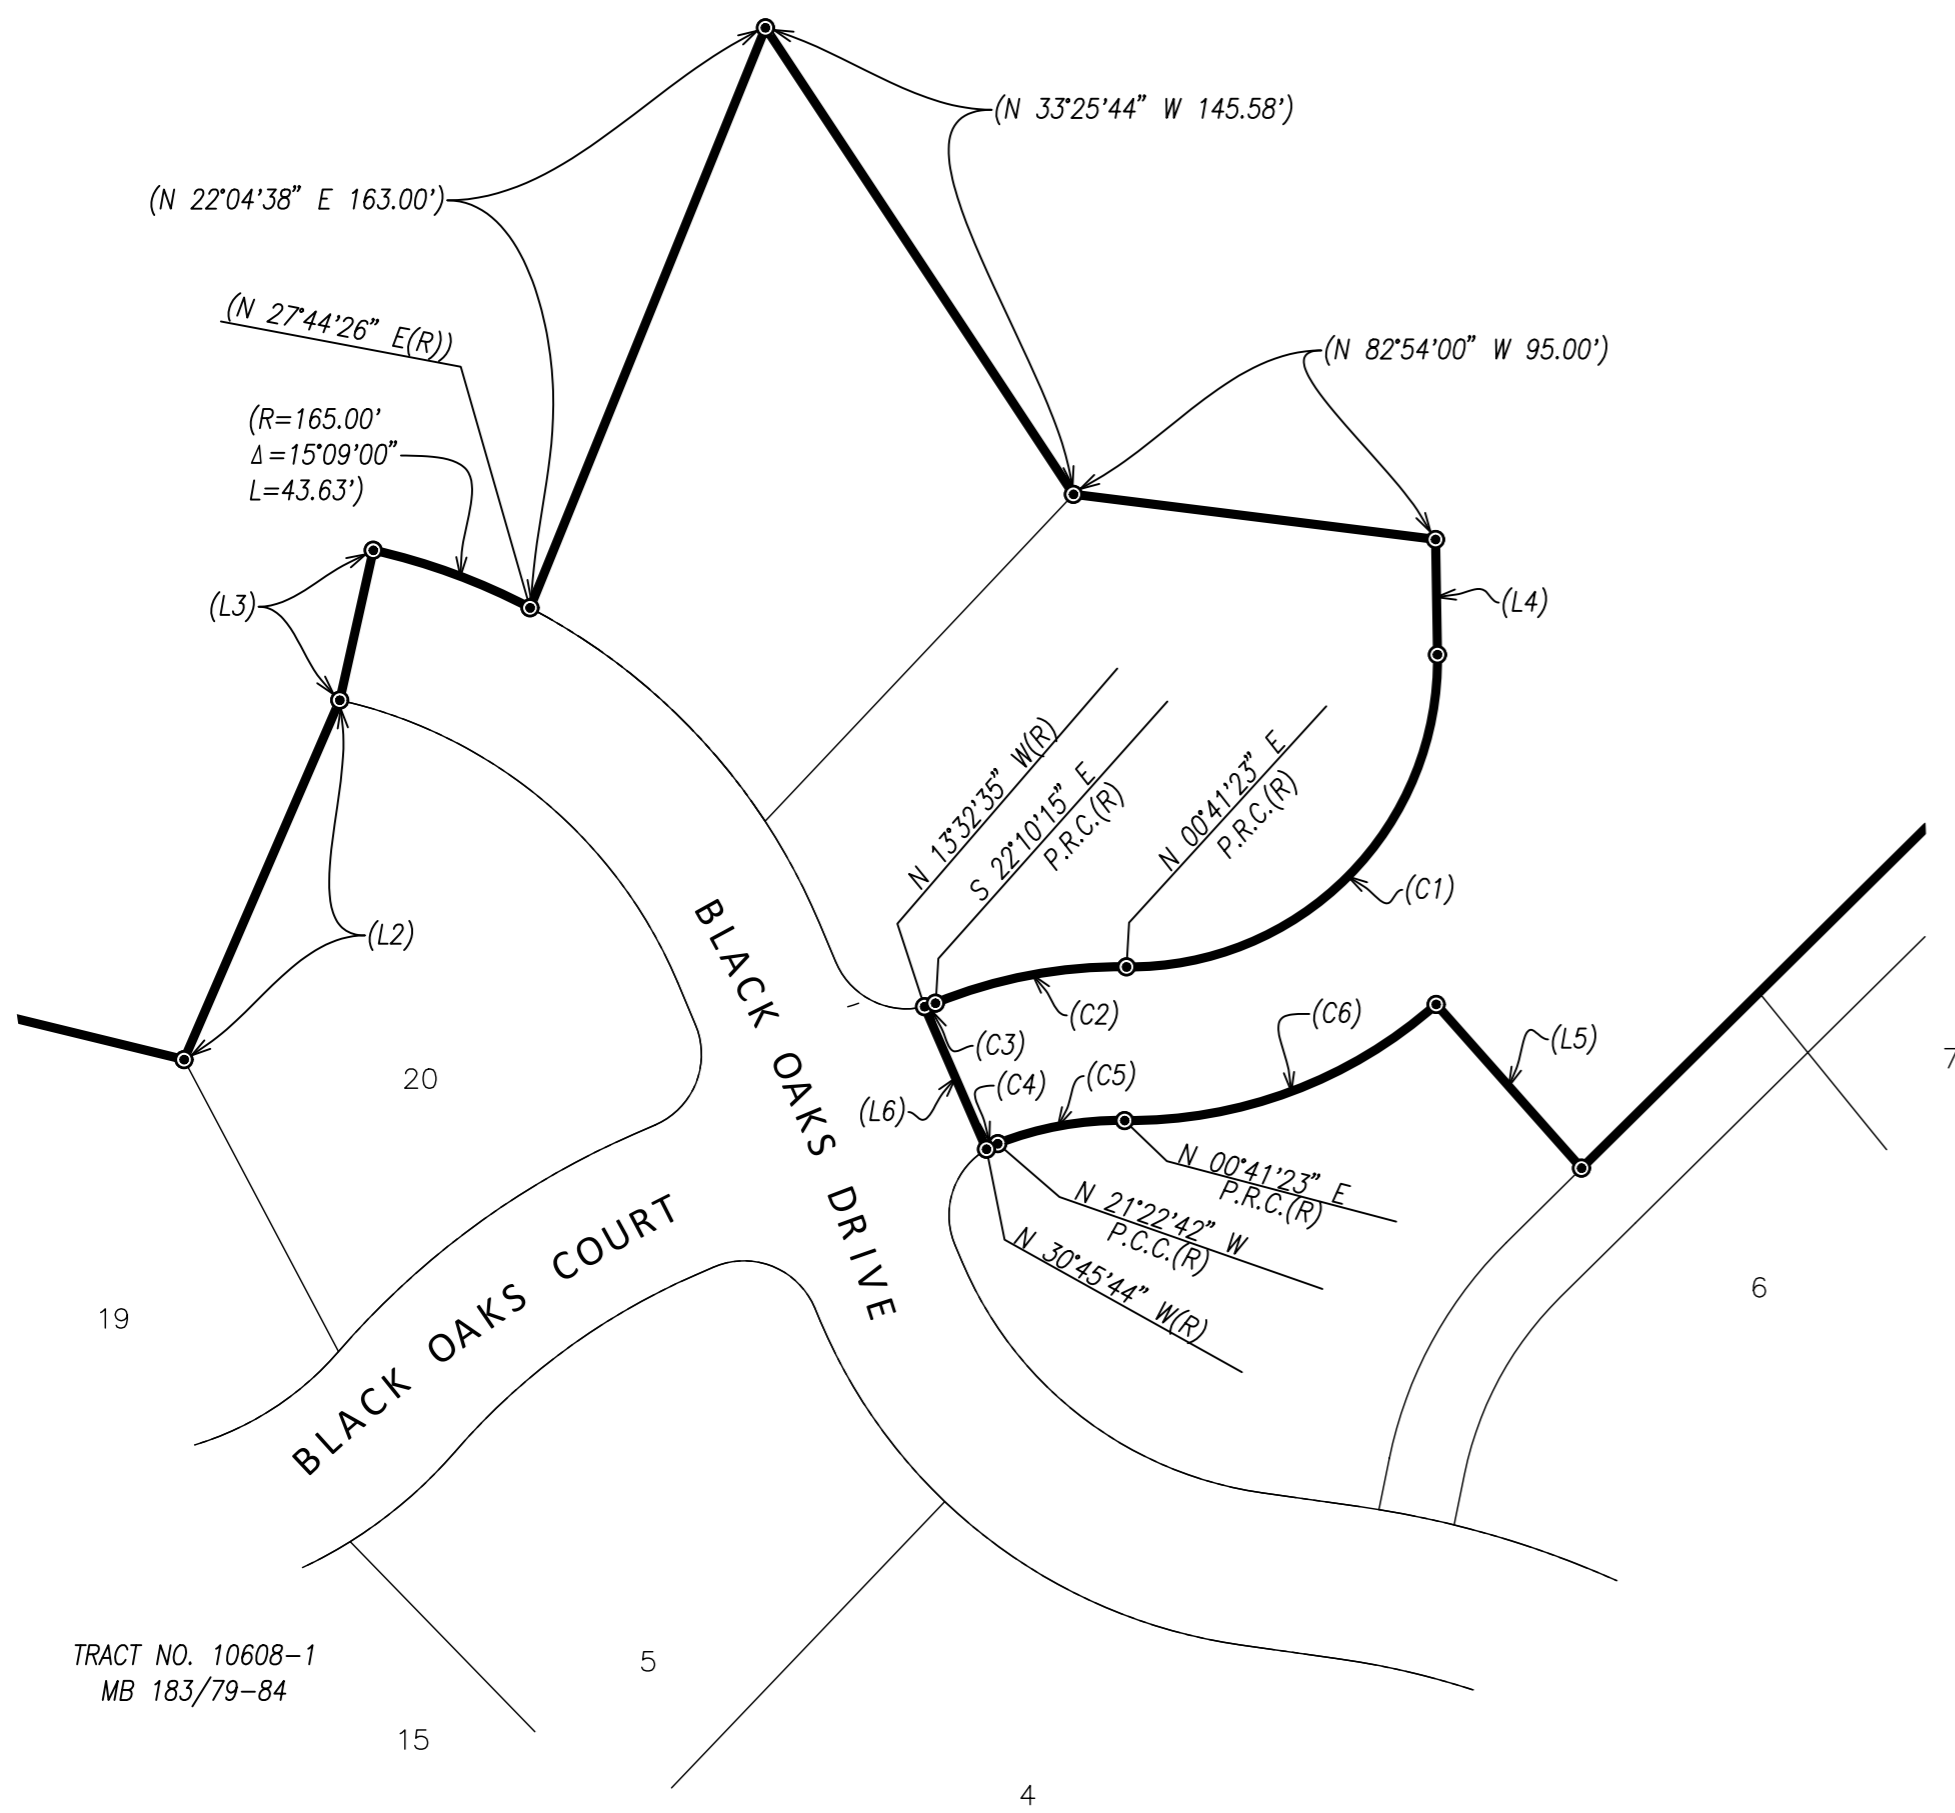 (N 33°25'44" W 145.58')
(N 22°04'38" E 163.00')
(N 27°44'26" E(R))
(N 82°54'00" W 95.00')
(R=165.00'
Δ=15°09'00"
L=43.63')
(L3)
(L4)
N 13°32'35" W(R)
S 22°10'15" E
P.R.C.(R)
N 00°41'23" E
P.R.C.(R)
(C1)
(L2)
BLACK OAKS DRIVE
(C2)
(C6)
(C3)
(L5)
7
20
(C4)
(C5)
(L6)
N 00°41'23" E
P.R.C.(R)
N 21°22'42" W
P.C.C.(R)
N 30°45'44" W(R)
BLACK OAKS COURT
6
19
TRACT NO. 10608-1
MB 183/79-84
5
15
4